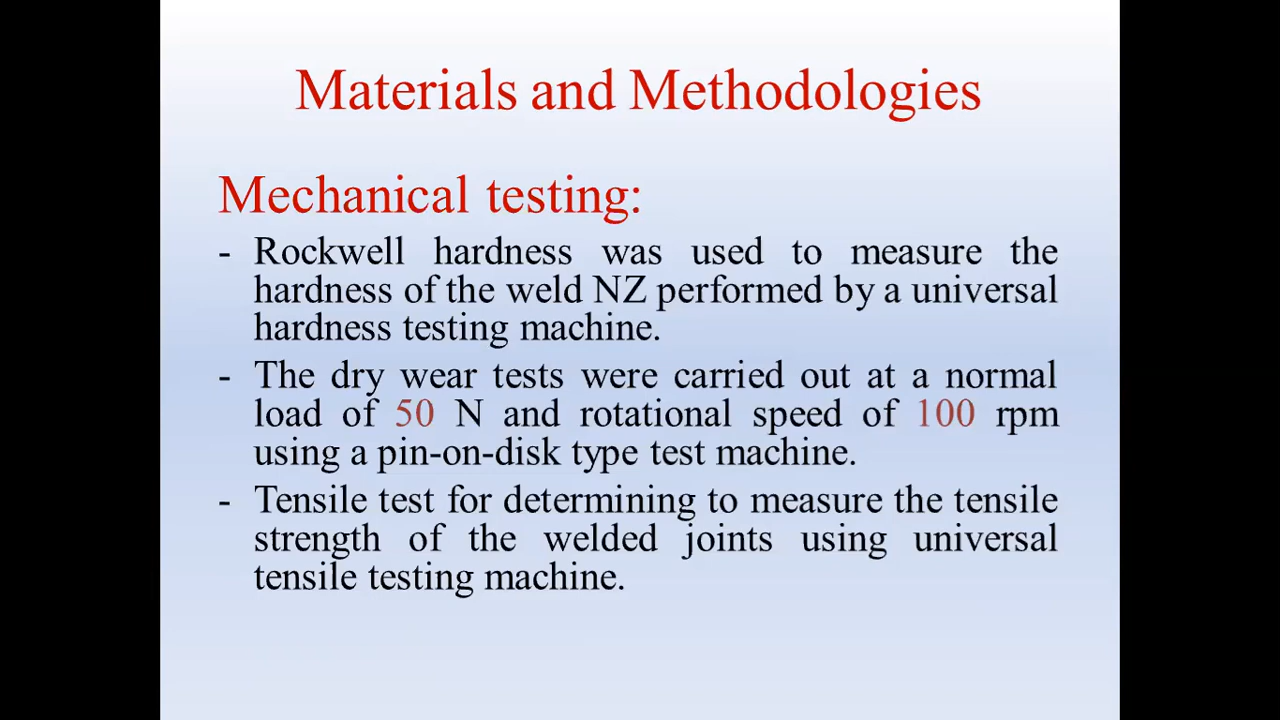 Materials and Methodologies
Mechanical testing:
- Rockwell hardness was used to measure the
hardness of the weld NZ performed by a universal
hardness testing machine.
- The dry wear tests were carried out at a normal
load of 50 N and rotational speed of 100 rpm
using a pin-on-disk type test machine.
- Tensile test for determining to measure the tensile
strength of the welded joints using universal
tensile testing machine.